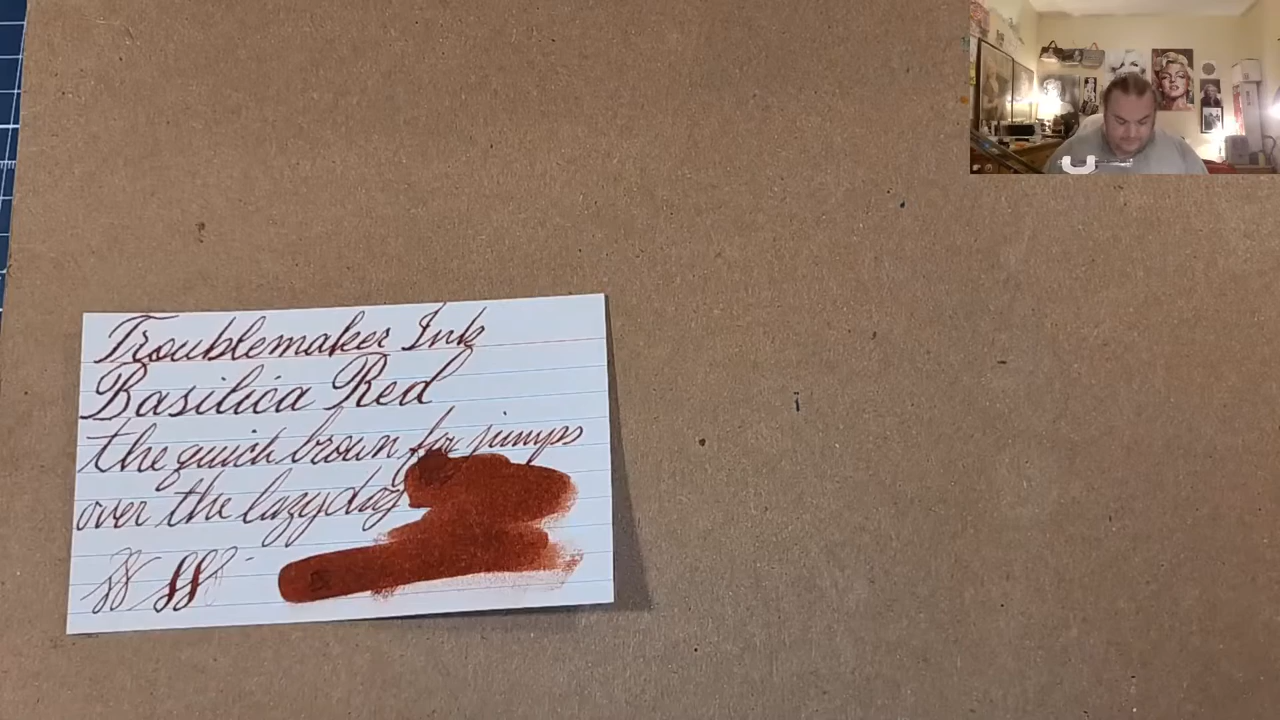 Troublemaker Ink
Basilica Red
the quick brown fox jumps
over the lazy dog